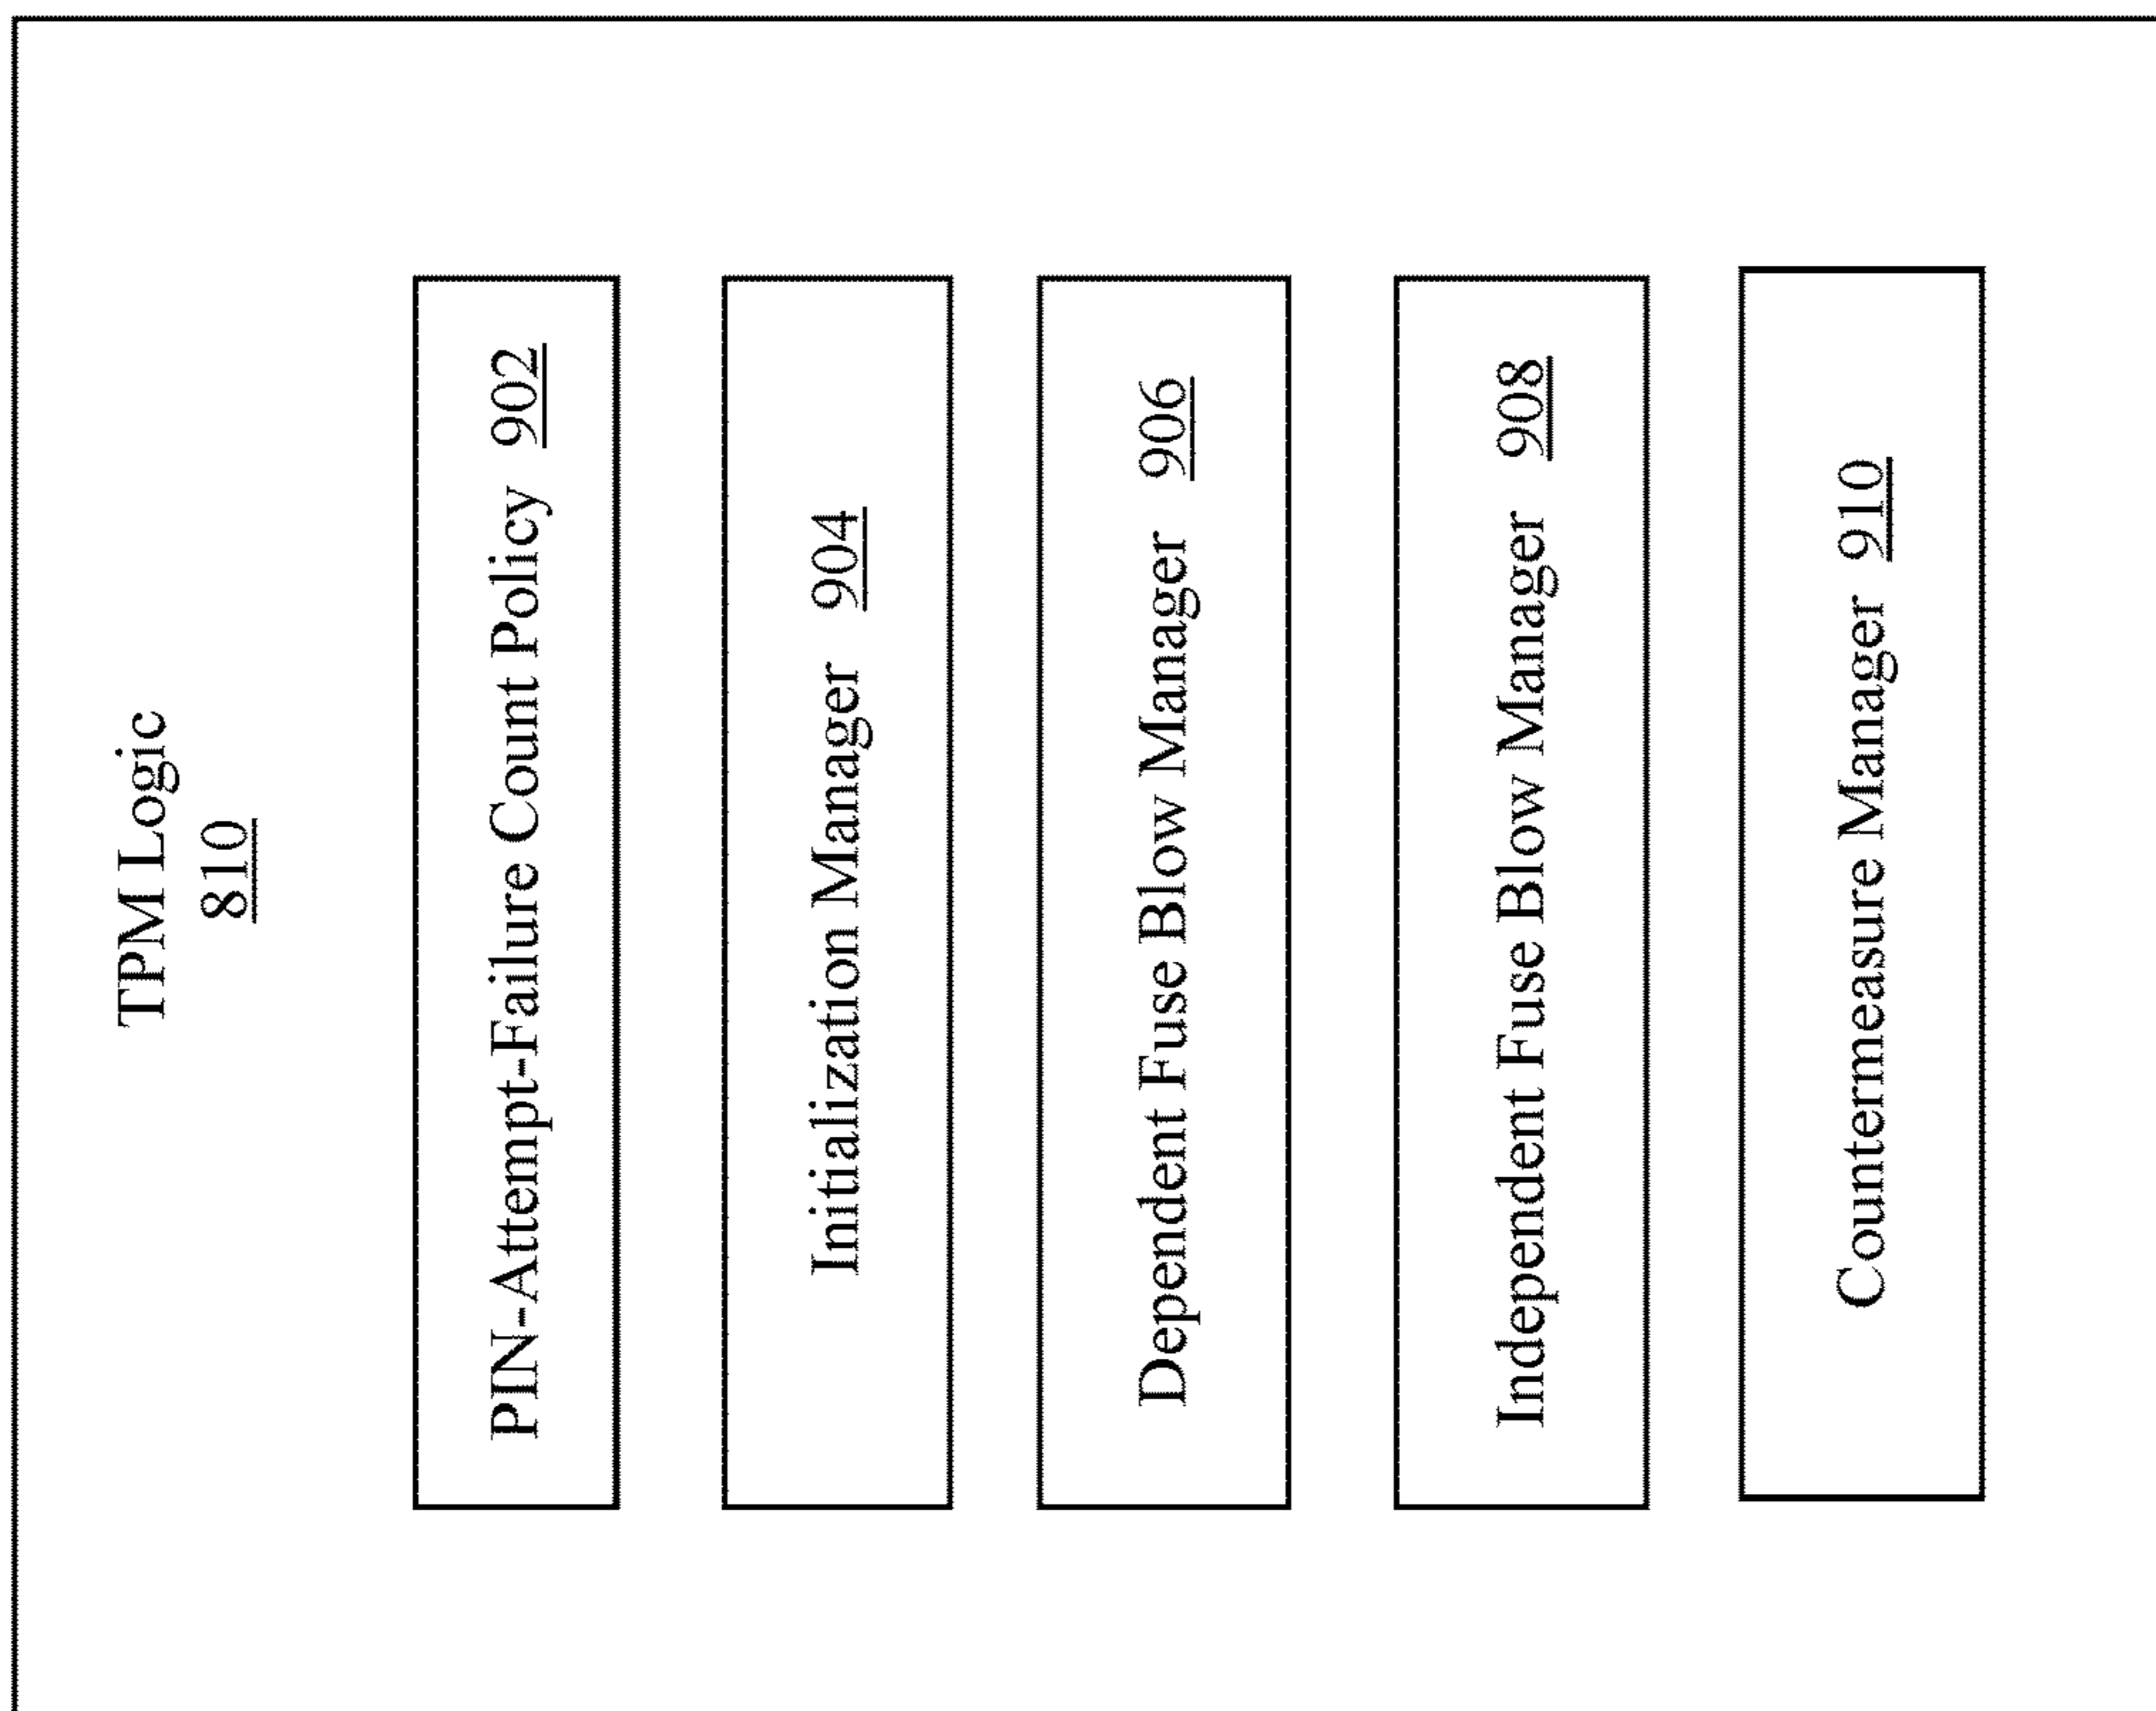 TPM Logic
810
PIN-Attempt-Failure Count Policy 902
Initialization Manager 904
Dependent Fuse Blow Manager 906
Independent Fuse Blow Manager 908
Countermeasure Manager 910